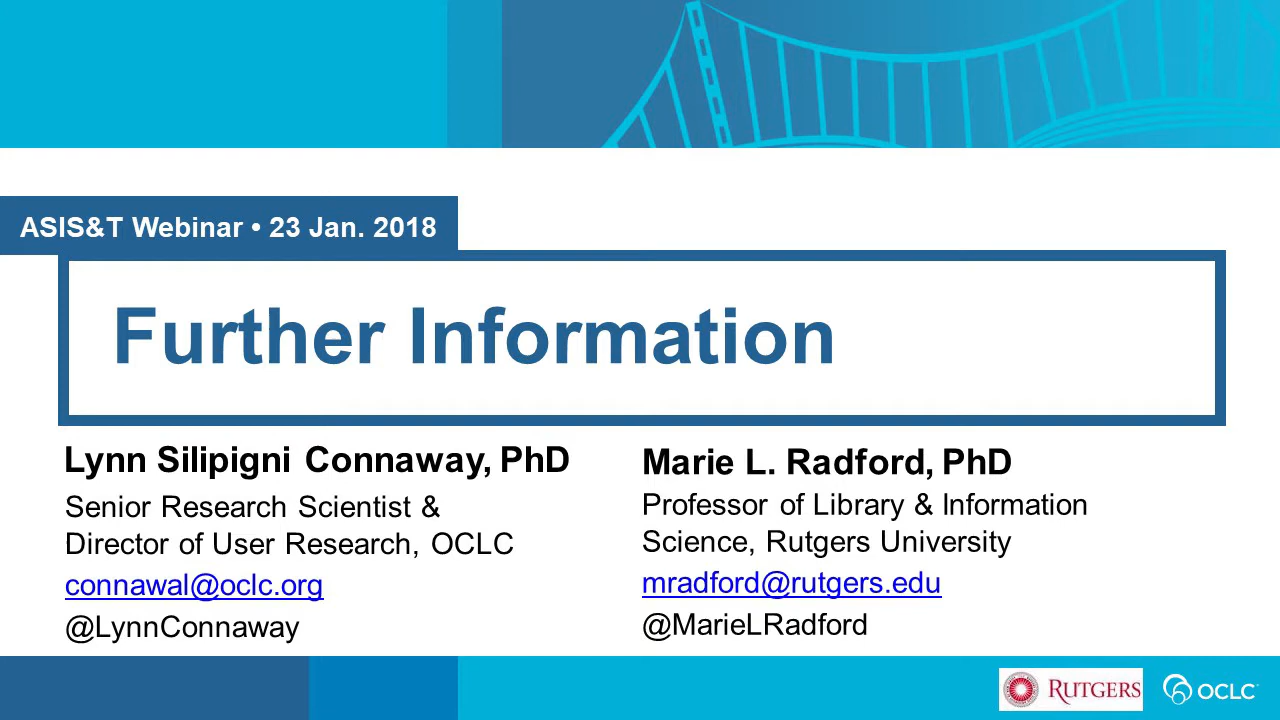 ASIS&T Webinar • 23 Jan. 2018
Further Information
Lynn Silipigni Connaway, PhD
Senior Research Scientist &
Director of User Research, OCLC
connawal@oclc.org
@LynnConnaway
Marie L. Radford, PhD
Professor of Library & Information
Science, Rutgers University
mradford@rutgers.edu
@MarieLRadford
RUTGERS
OCLC